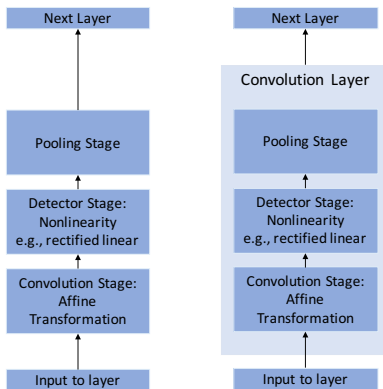 Next Layer
Pooling Stage
Detector Stage:
Nonlinearity
e.g., rectified linear
Convolution Stage:
Affine
Transformation
Input to layer
Next Layer
Convolution Layer
Pooling Stage
Detector Stage:
Nonlinearity
e.g., rectified linear
Convolution Stage:
Affine
Transformation
Input to layer